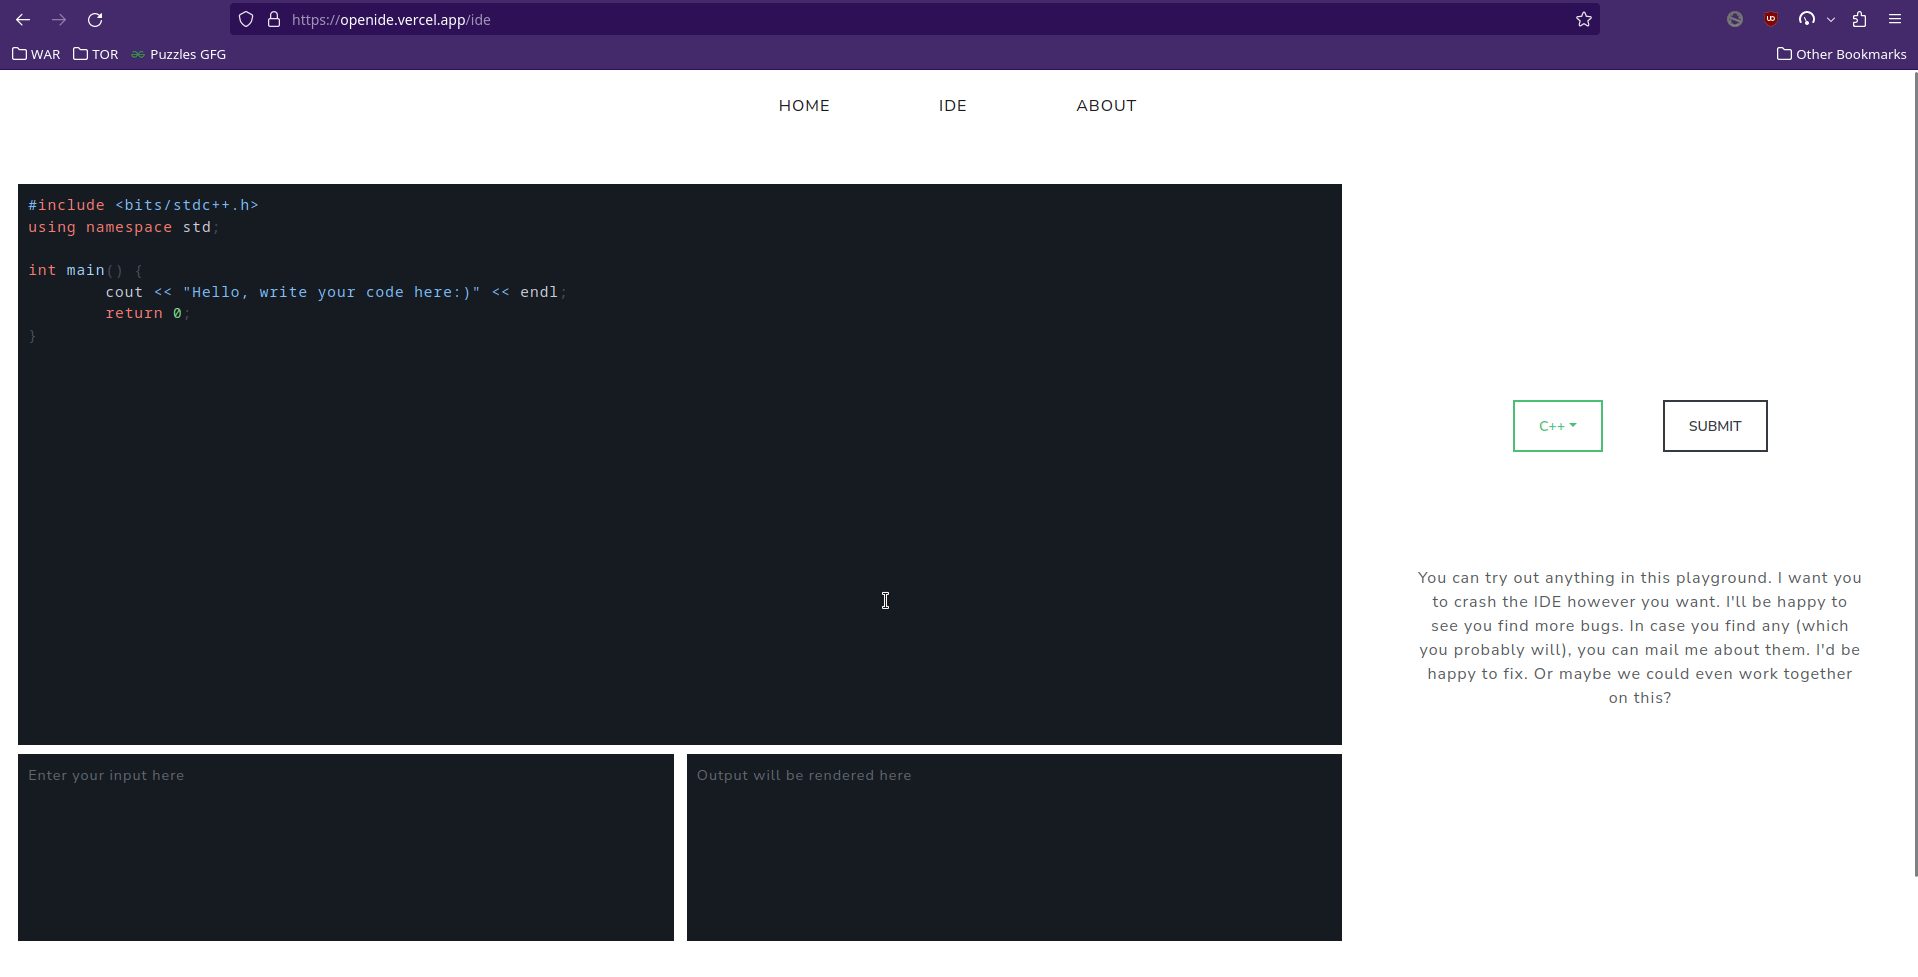 https://openide.vercel.app/ide
WAR TOR Puzzles GFG Other Bookmarks
HOME IDE ABOUT
#include <bits/stdc++.h>
using namespace std;
int main() {
cout << "Hello, write your code here:)" << endl;
return 0;
}
C++ SUBMIT
You can try out anything in this playground. I want you
to crash the IDE however you want. I'll be happy to
see you find more bugs. In case you find any (which
you probably will), you can mail me about them. I'd be
happy to fix. Or maybe we could even work together
on this?
Enter your input here
Output will be rendered here